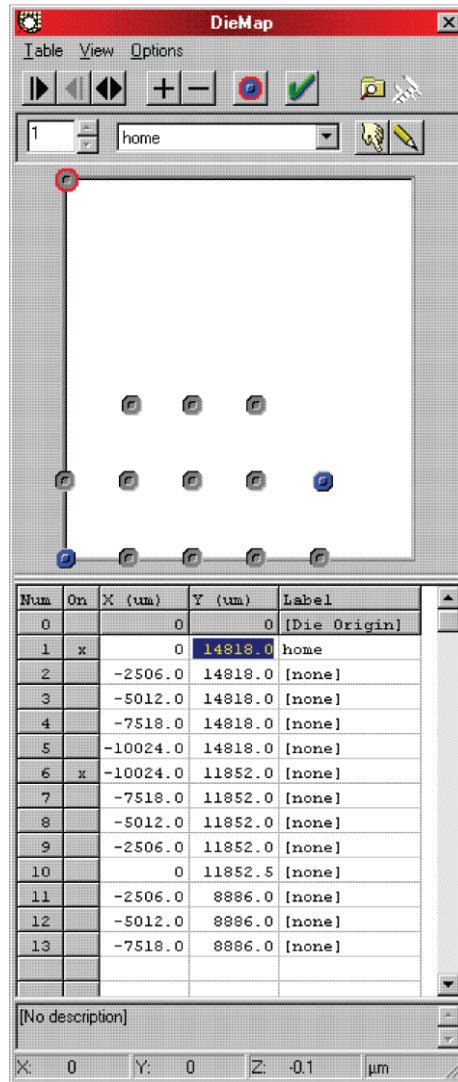 DieMap
Table View Options
1 home
Num On X (um) Y (um) Label
0 0 0 [Die Origin]
1 x 0 14818.0 home
2 -2506.0 14818.0 [none]
3 -5012.0 14818.0 [none]
4 -7518.0 14818.0 [none]
5 -10024.0 14818.0 [none]
6 x -10024.0 11852.0 [none]
7 -7518.0 11852.0 [none]
8 -5012.0 11852.0 [none]
9 -2506.0 11852.0 [none]
10 0 11852.5 [none]
11 -2506.0 8886.0 [none]
12 -5012.0 8886.0 [none]
13 -7518.0 8886.0 [none]
[No description]
X: 0 Y: 0 Z: -0.1 µm